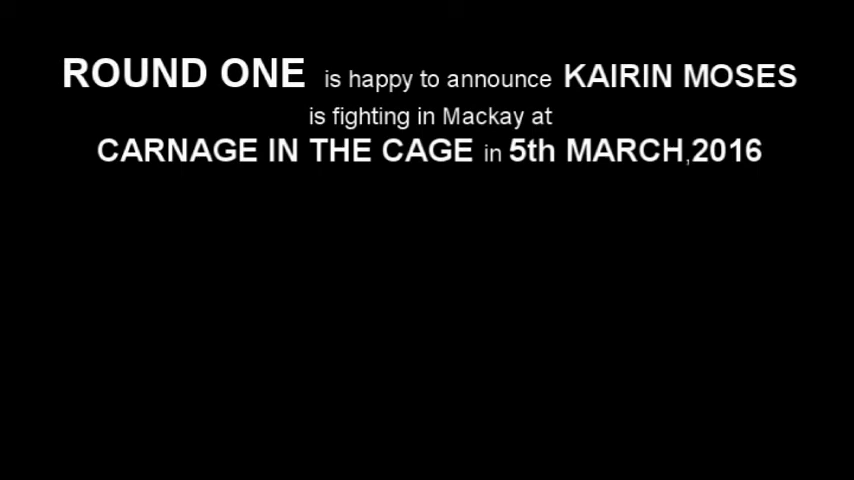 ROUND ONE is happy to announce KAIRIN MOSES
is fighting in Mackay at
CARNAGE IN THE CAGE in 5th MARCH,2016